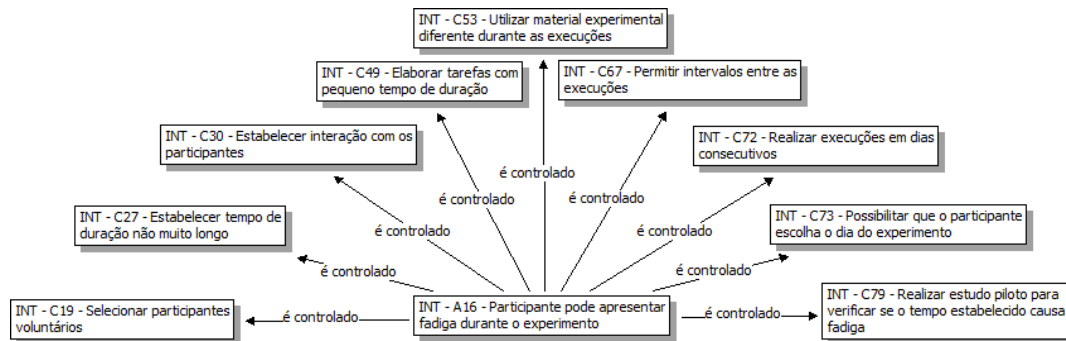 INT - C53 - Utilizar material experimental
diferente durante as execuções
INT - C49 - Elaborar tarefas com
pequeno tempo de duração
INT - C67 - Permitir intervalos entre as
execuções
INT - C30 - Estabelecer interação com os
participantes
INT - C72 - Realizar execuções em dias
consecutivos
é controlado
é controlado
é controlado
INT - C27 - Estabelecer tempo de
duração não muito longo
é controlado
é controlado
INT - C73 - Possibilitar que o participante
escolha o dia do experimento
é controlado
é controlado
INT - C19 - Selecionar participantes
voluntários
é controlado
INT - A16 - Participante pode apresentar
fadiga durante o experimento
é controlado
INT - C79 - Realizar estudo piloto para
verificar se o tempo estabelecido causa
fadiga